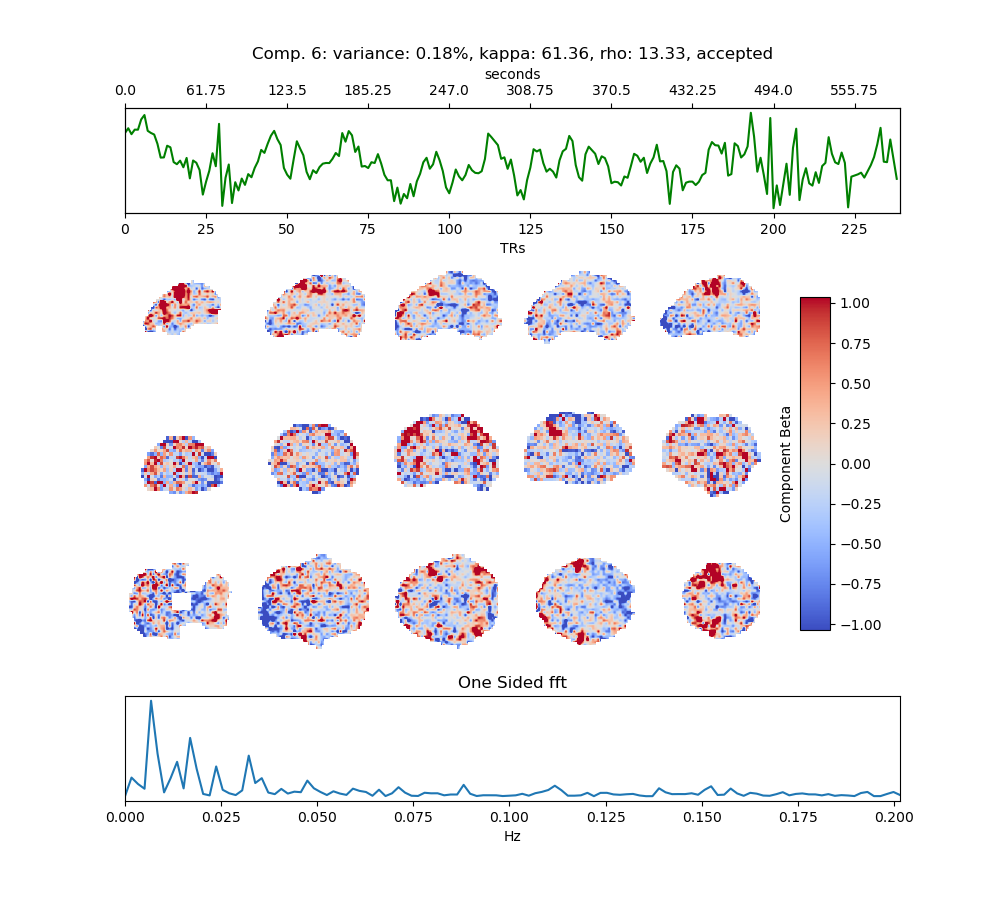 Comp. 6: variance: 0.18%, kappa: 61.36, rho: 13.33, accepted
seconds
0.0 61.75 123.5 185.25 247.0 308.75 370.5 432.25 494.0 555.75
0 25 50 75 100 125 150 175 200 225
TRs
1.00
0.75
0.50
0.25
0.00
−0.25
−0.50
−0.75
−1.00
Component Beta
One Sided fft
0.000 0.025 0.050 0.075 0.100 0.125 0.150 0.175 0.200
Hz